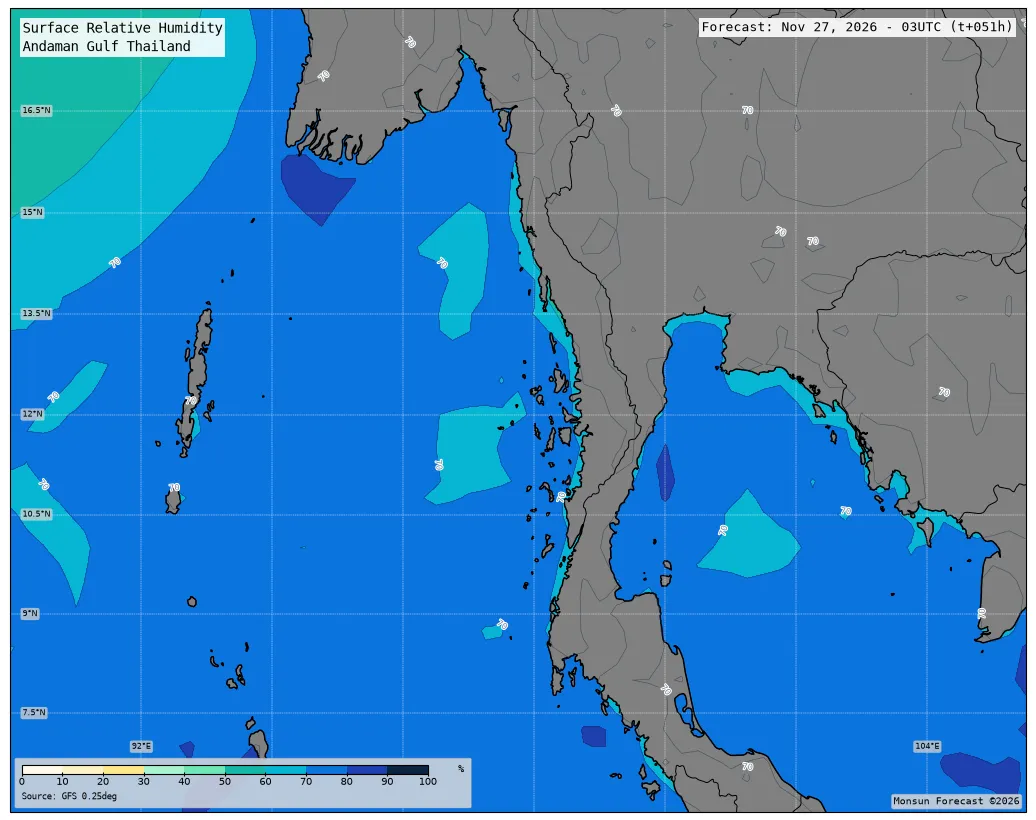 Surface Relative Humidity
Andaman Gulf Thailand
Forecast: Nov 27, 2026 - 03UTC (t+051h)
70
70
70
70
16.5°N
15°N
70
70
70
70
13.5°N
70
70
70
12°N
70
70
70
70
10.5°N
70
70
9°N
70
70
70
7.5°N
92°E
104°E
70
0 10 20 30 40 50 60 70 80 90 100 %
Source: GFS 0.25deg
Monsun Forecast ©2026